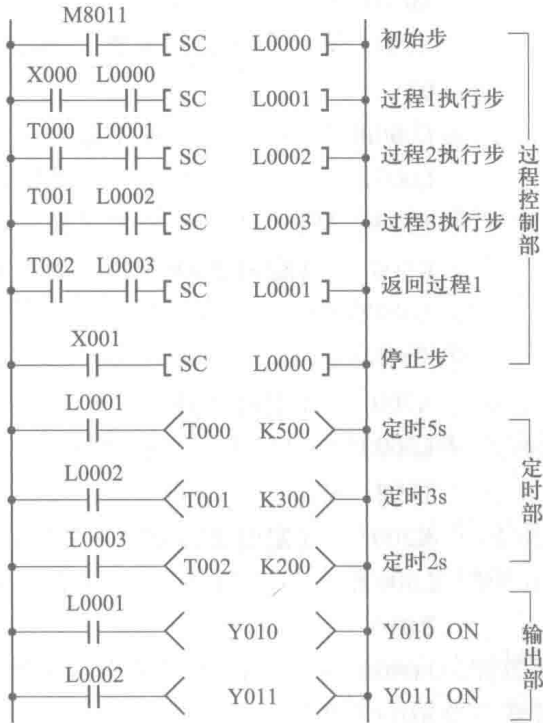 M8011
[ SC L0000 ] 初始步
X000 L0000
[ SC L0001 ] 过程1执行步
T000 L0001
[ SC L0002 ] 过程2执行步
T001 L0002
[ SC L0003 ] 过程3执行步
T002 L0003
[ SC L0001 ] 返回过程1
X001
[ SC L0000 ] 停止步
过程控制部
L0001
T000 K500 定时5s
L0002
T001 K300 定时3s
L0003
T002 K200 定时2s
定时部
L0001
Y010 Y010 ON
L0002
Y011 Y011 ON
输出部